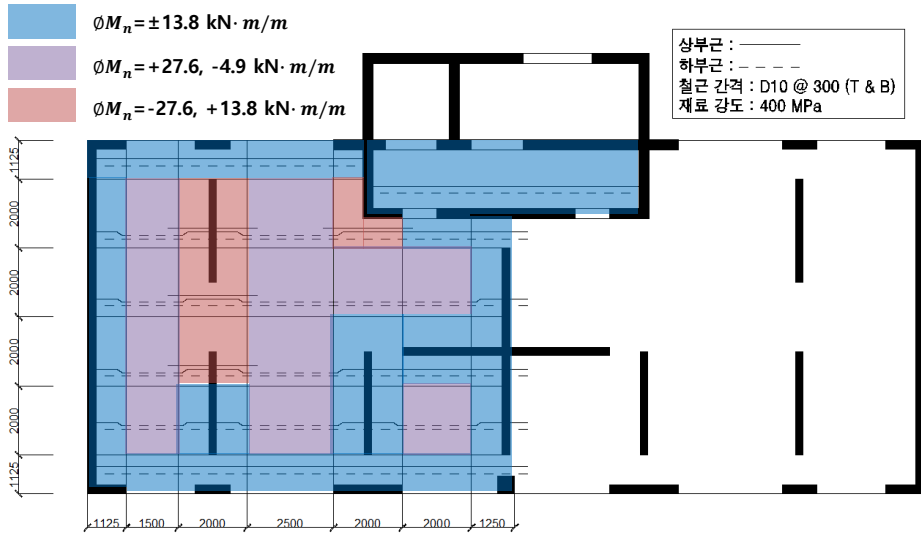 ∅Mn=±13.8 kN· m/m
∅Mn=+27.6, -4.9 kN· m/m
∅Mn=-27.6, +13.8 kN· m/m
상부근 :
하부근 :
철근 간격 : D10 @ 300 (T & B)
재료 강도 : 400 MPa
1125
2000
2000
2000
2000
1125
1125
1500
2000
2500
2000
2000
1250